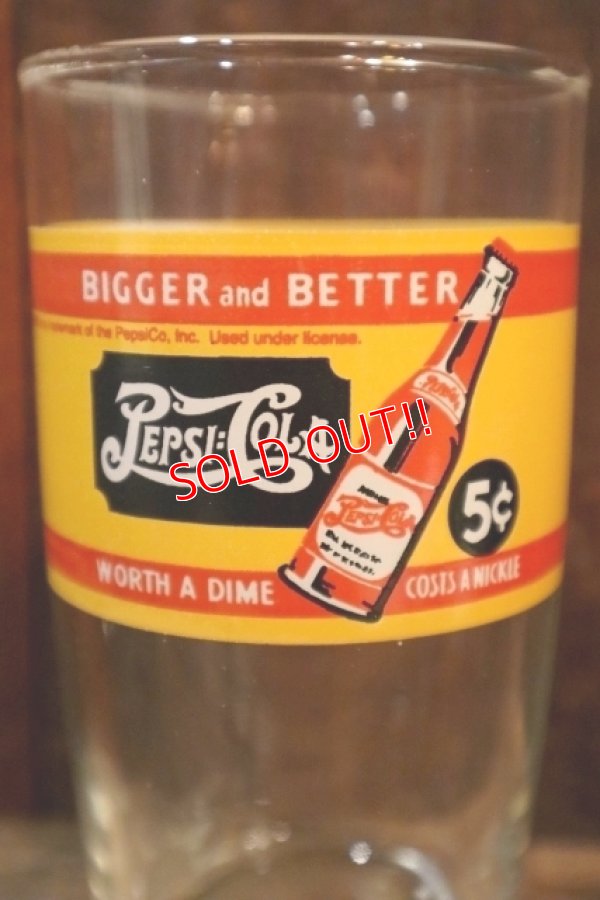 BIGGER and BETTER
trademark of the PepsiCo, Inc. Used under license.
PEPSI:COLA
SOLD OUT!!
PEPSI:COLA
5¢
WORTH A DIME
COSTS A NICKLE